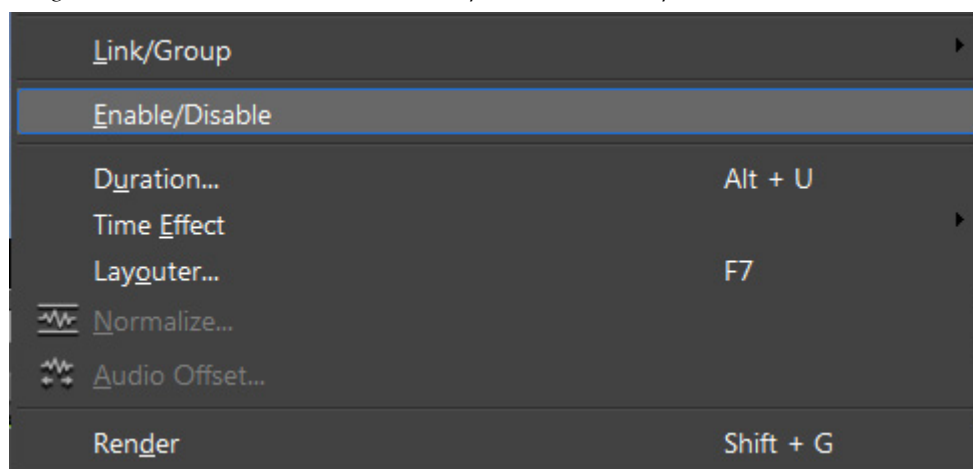 Link/Group
Enable/Disable
Duration... Alt + U
Time Effect
Layouter... F7
Normalize...
Audio Offset...
Render Shift + G